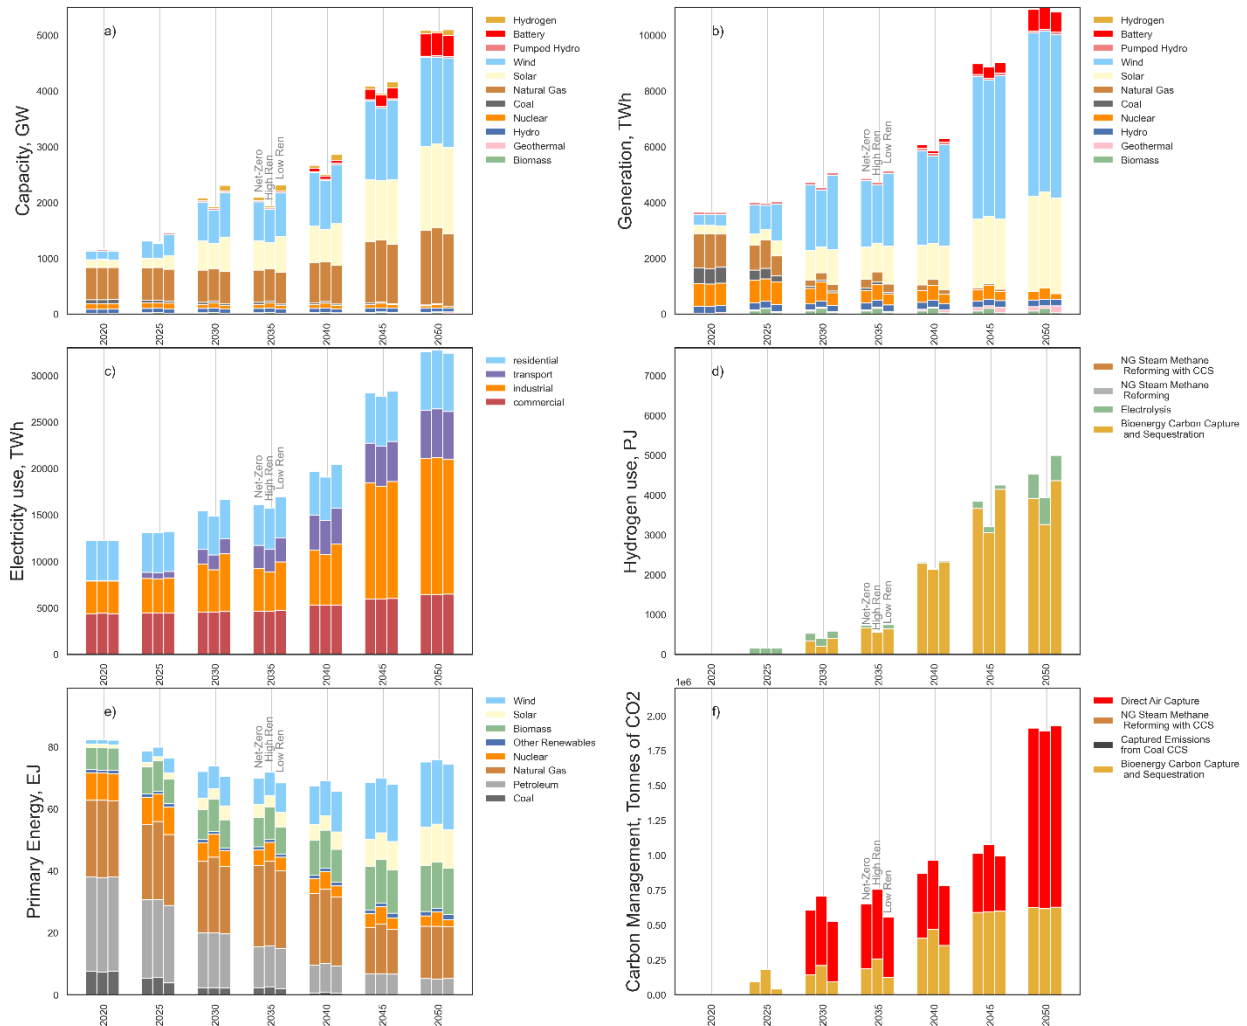 a)
Capacity, GW
5000
4000
3000
2000
1000
0
Net-Zero
High Ren
Low Ren
2020
2025
2030
2035
2040
2045
2050
Hydrogen
Battery
Pumped Hydro
Wind
Solar
Natural Gas
Coal
Nuclear
Hydro
Geothermal
Biomass
b)
Generation, TWh
10000
8000
6000
4000
2000
0
Net-Zero
High Ren
Low Ren
2020
2025
2030
2035
2040
2045
2050
Hydrogen
Battery
Pumped Hydro
Wind
Solar
Natural Gas
Coal
Nuclear
Hydro
Geothermal
Biomass
c)
Electricity use, TWh
30000
25000
20000
15000
10000
5000
0
Net-Zero
High Ren
Low Ren
2020
2025
2030
2035
2040
2045
2050
residential
transport
industrial
commercial
d)
Hydrogen use, PJ
7000
6000
5000
4000
3000
2000
1000
0
Net-Zero
High Ren
Low Ren
2020
2025
2030
2035
2040
2045
2050
NG Steam Methane
Reforming with CCS
NG Steam Methane
Reforming
Electrolysis
Bioenergy Carbon Capture
and Sequestration
e)
Primary Energy, EJ
80
60
40
20
0
Net-Zero
High Ren
Low Ren
2020
2025
2030
2035
2040
2045
2050
Wind
Solar
Biomass
Other Renewables
Nuclear
Natural Gas
Petroleum
Coal
1e6
f)
Carbon Management, Tonnes of CO2
2.00
1.75
1.50
1.25
1.00
0.75
0.50
0.25
0.00
Net-Zero
High Ren
Low Ren
2020
2025
2030
2035
2040
2045
2050
Direct Air Capture
NG Steam Methane
Reforming with CCS
Captured Emissions
from Coal CCS
Bioenergy Carbon Capture
and Sequestration